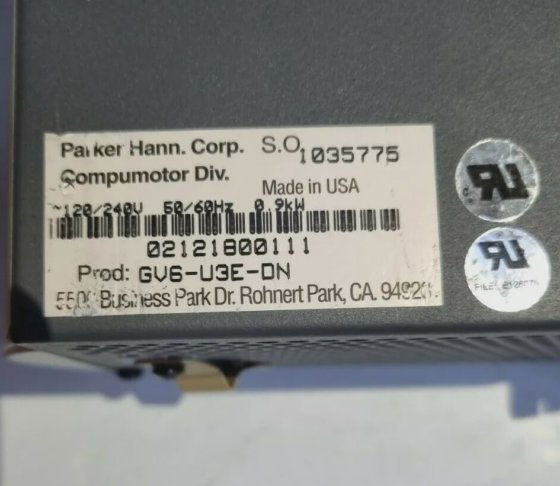 Parker Hann. Corp. S.O. 1035775
Compumotor Div.
Made in USA
~120/240V 50/60Hz 0.9kW
02121800111
Prod: GV6-U3E-DN
Business Park Dr. Rohnert Park, CA.